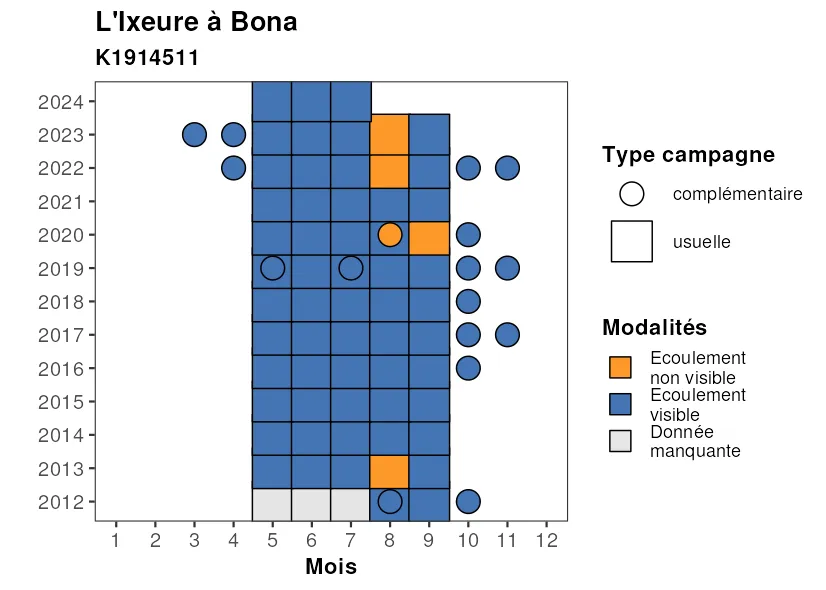 L'Ixeure à Bona
K1914511
2024
2023
2022
2021
2020
2019
2018
2017
2016
2015
2014
2013
2012
1 2 3 4 5 6 7 8 9 10 11 12
Mois
Type campagne
complémentaire
usuelle
Modalités
Ecoulement
non visible
Ecoulement
visible
Donnée
manquante